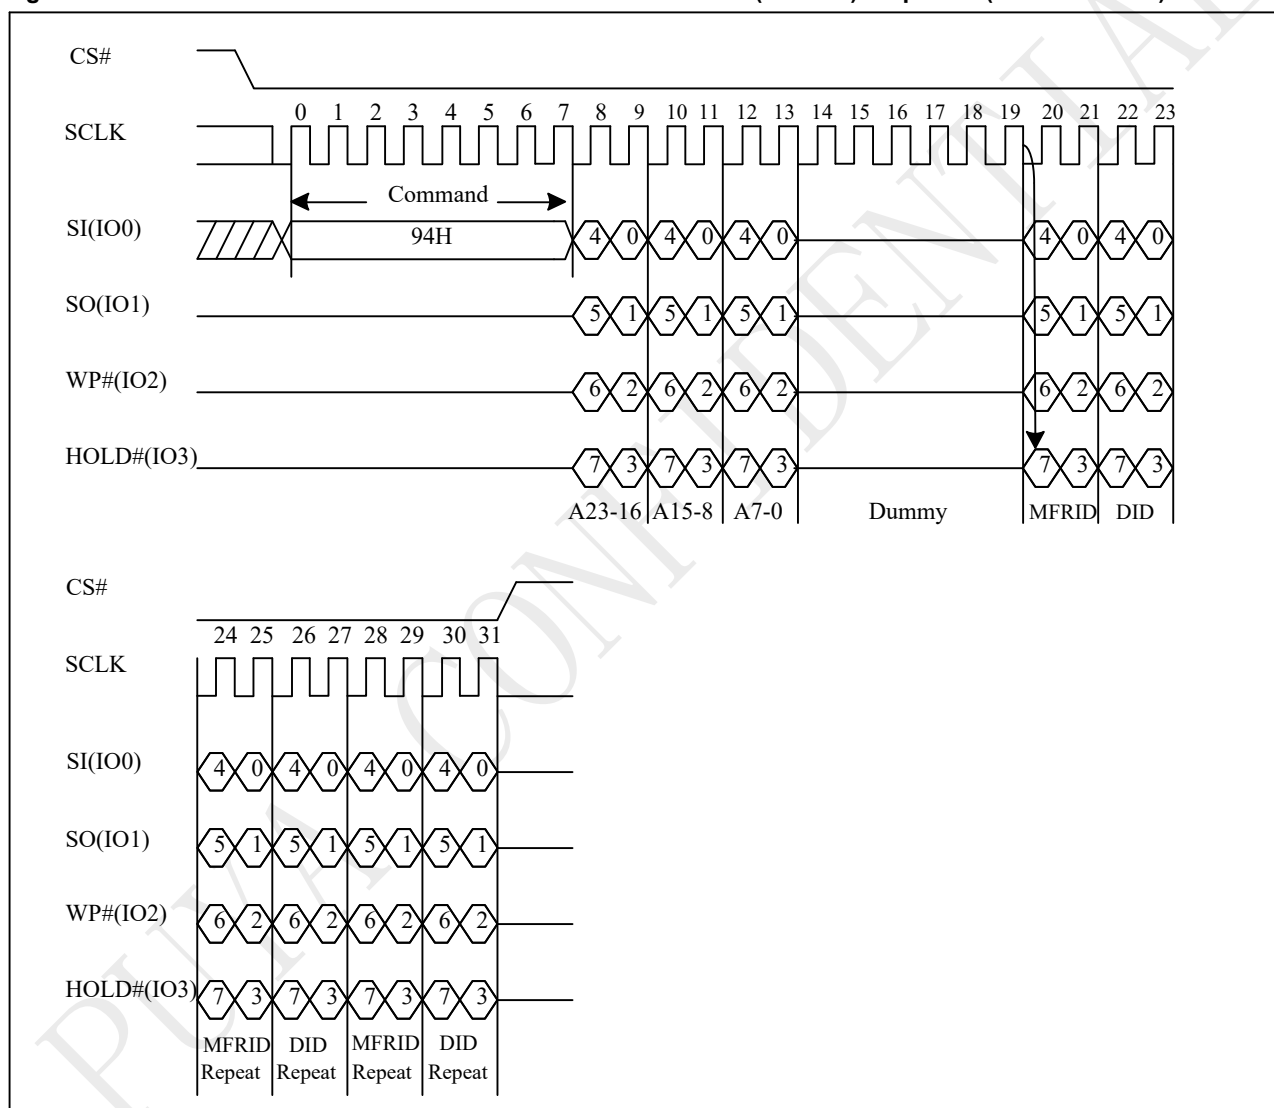 CS#
0 1 2 3 4 5 6 7 8 9 10 11 12 13 14 15 16 17 18 19 20 21 22 23
SCLK
Command
SI(IO0) 94H 4 0 4 0 4 0 4 0 4 0
SO(IO1) 5 1 5 1 5 1 5 1 5 1
WP#(IO2) 6 2 6 2 6 2 6 2 6 2
HOLD#(IO3) 7 3 7 3 7 3 7 3 7 3
A23-16 A15-8 A7-0 Dummy MFRID DID
CS#
24 25 26 27 28 29 30 31
SCLK
SI(IO0) 4 0 4 0 4 0 4 0
SO(IO1) 5 1 5 1 5 1 5 1
WP#(IO2) 6 2 6 2 6 2 6 2
HOLD#(IO3) 7 3 7 3 7 3 7 3
MFRID DID MFRID DID
Repeat Repeat Repeat Repeat
PUYA CONFIDENTIAL